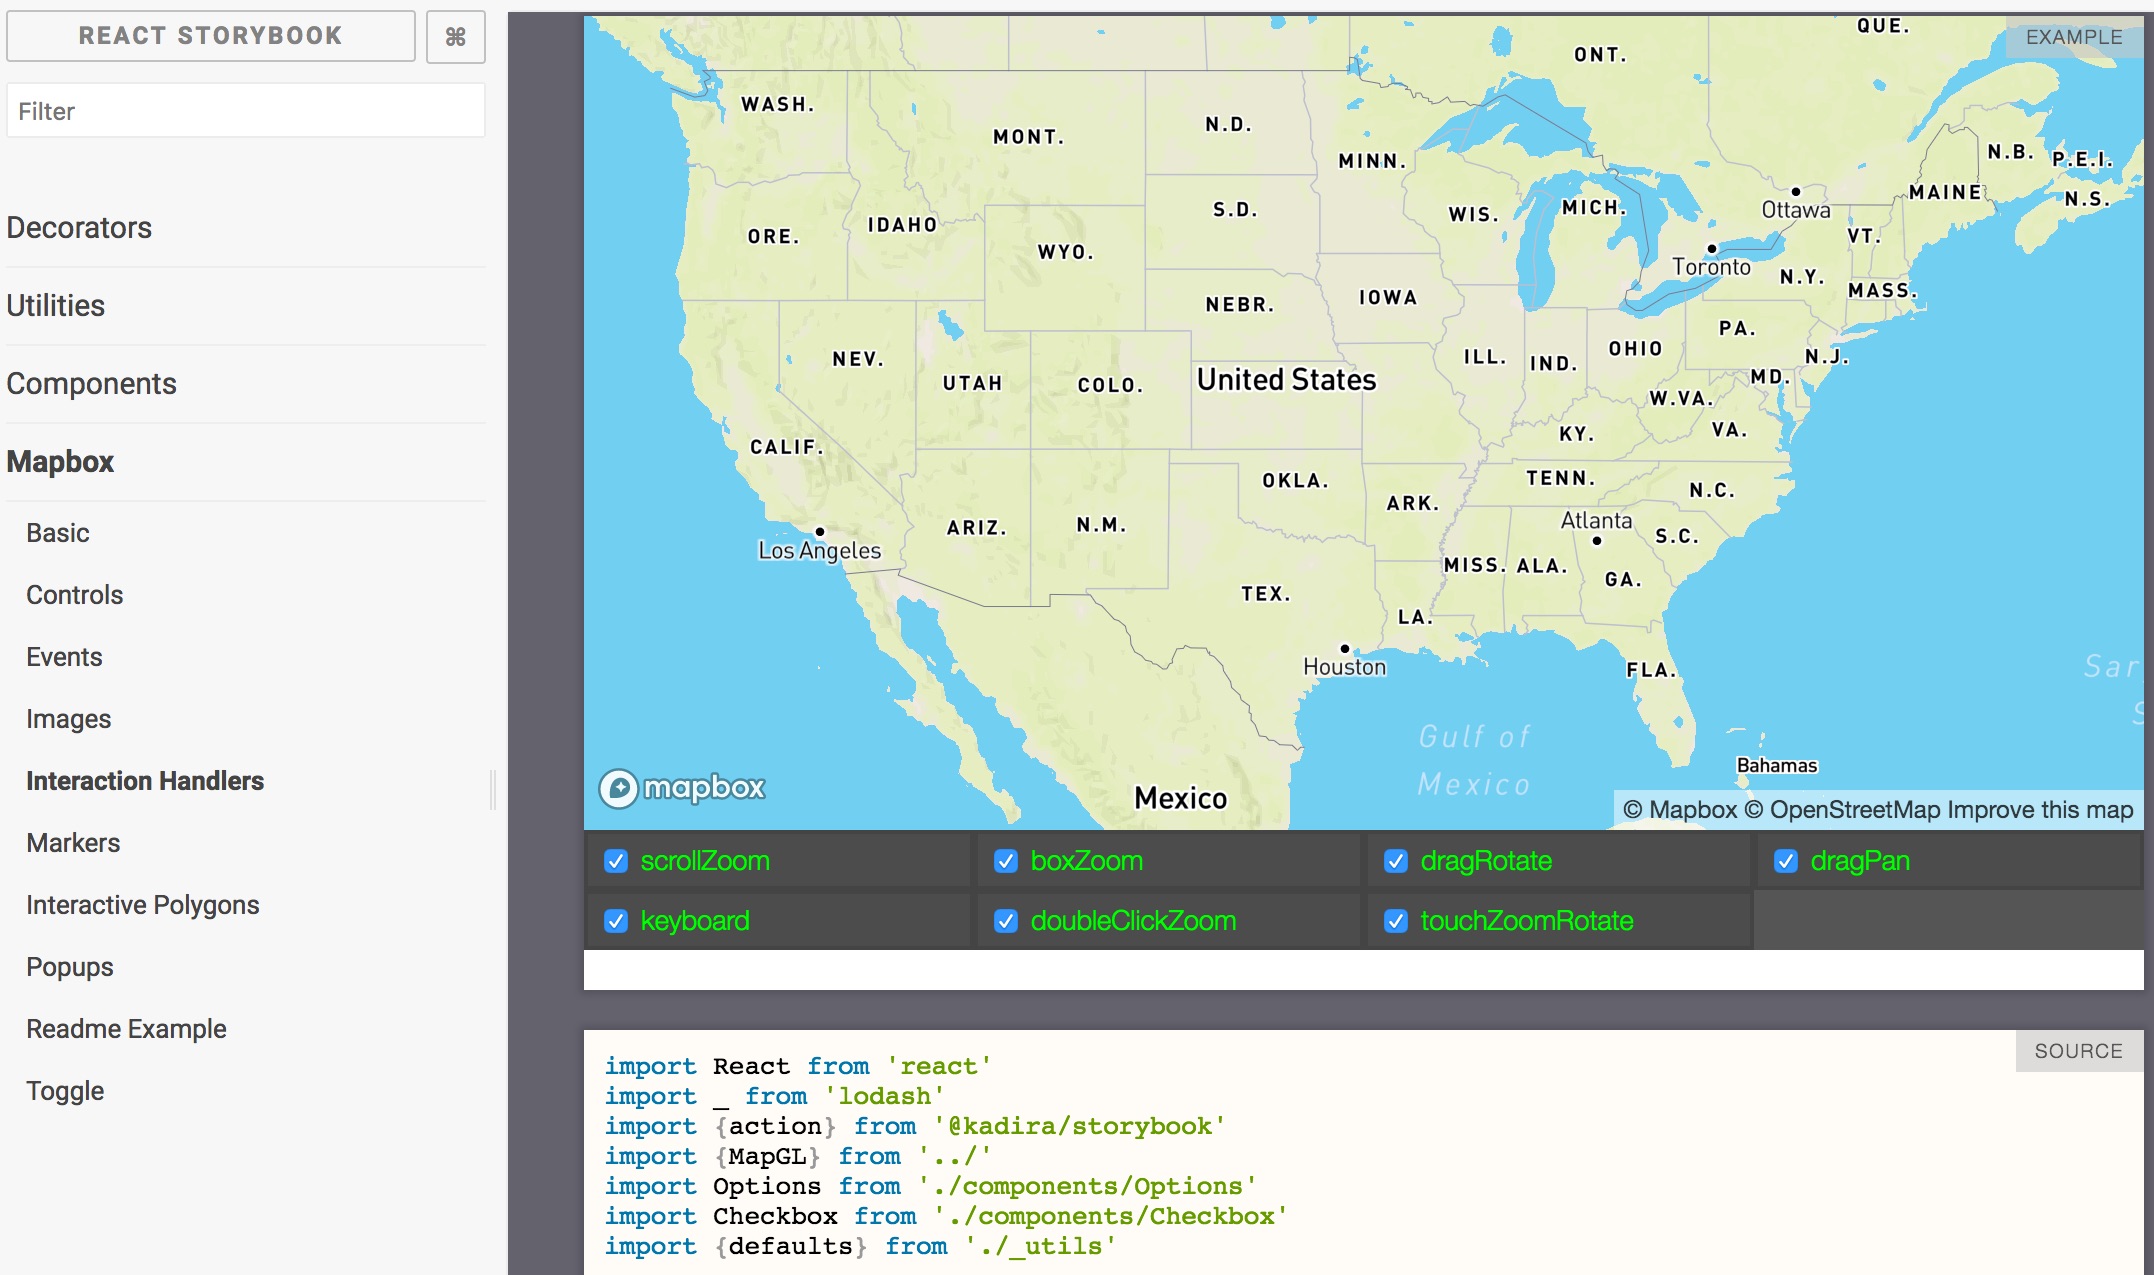 REACT STORYBOOK
⌘
Filter
Decorators
Utilities
Components
Mapbox
Basic
Controls
Events
Images
Interaction Handlers
Markers
Interactive Polygons
Popups
Readme Example
Toggle
EXAMPLE
QUE.
ONT.
WASH.
MONT.
N.D.
MINN.
N.B.
P.E.I.
MAINE
N.S.
Ottawa
ORE.
IDAHO
WYO.
S.D.
WIS.
MICH.
VT.
Toronto
N.Y.
MASS.
NEBR.
IOWA
PA.
NEV.
UTAH
COLO.
United States
ILL.
IND.
OHIO
N.J.
MD.
W.VA.
VA.
KY.
CALIF.
OKLA.
TENN.
N.C.
ARK.
Atlanta
S.C.
Los Angeles
ARIZ.
N.M.
MISS.
ALA.
GA.
TEX.
LA.
Houston
FLA.
Sar
S
Gulf of
Mexico
Bahamas
mapbox
Mexico
© Mapbox © OpenStreetMap Improve this map
scrollZoom boxZoom dragRotate dragPan
keyboard doubleClickZoom touchZoomRotate
SOURCE
import React from 'react'
import _ from 'lodash'
import {action} from '@kadira/storybook'
import {MapGL} from '../'
import Options from './components/Options'
import Checkbox from './components/Checkbox'
import {defaults} from './_utils'